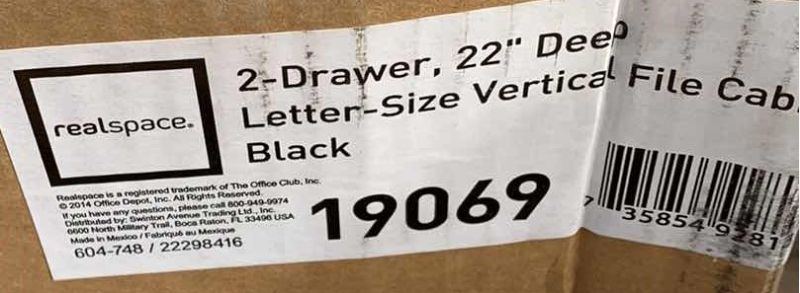 realspace.
2-Drawer, 22" Deep
Letter-Size Vertical File Cab
Black
Realspace is a registered trademark of The Office Club, Inc.
© 2014 Office Depot, Inc. All Rights Reserved.
If you have any questions, please call 800-949-9974
Distributed by: Swinton Avenue Trading Ltd., Inc.
6600 North Military Trail, Boca Raton, FL 33496 USA
Made in Mexico / Fabriqué au Mexique
604-748 / 22298416
19069
7 35854 9281